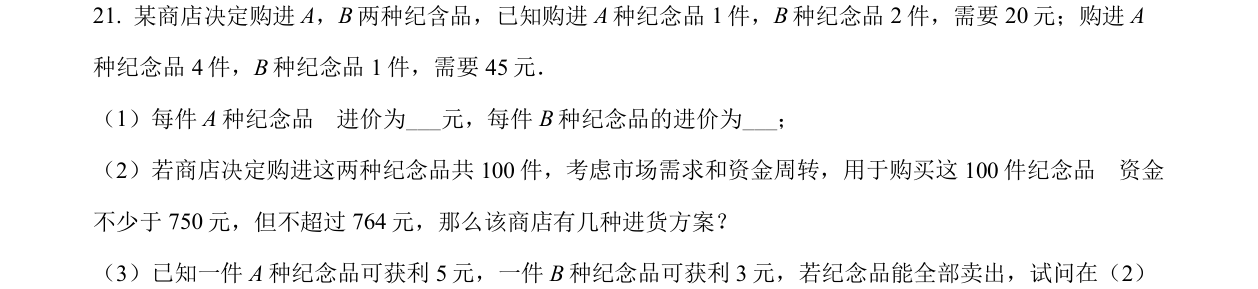 21. 某商店决定购进 A，B 两种纪含品，已知购进 A 种纪念品 1 件，B 种纪念品 2 件，需要 20 元；购进 A
种纪念品 4 件，B 种纪念品 1 件，需要 45 元．
（1）每件 A 种纪念品 进价为___元，每件 B 种纪念品的进价为___；
（2）若商店决定购进这两种纪念品共 100 件，考虑市场需求和资金周转，用于购买这 100 件纪念品 资金
不少于 750 元，但不超过 764 元，那么该商店有几种进货方案？
（3）已知一件 A 种纪念品可获利 5 元，一件 B 种纪念品可获利 3 元，若纪念品能全部卖出，试问在（2）